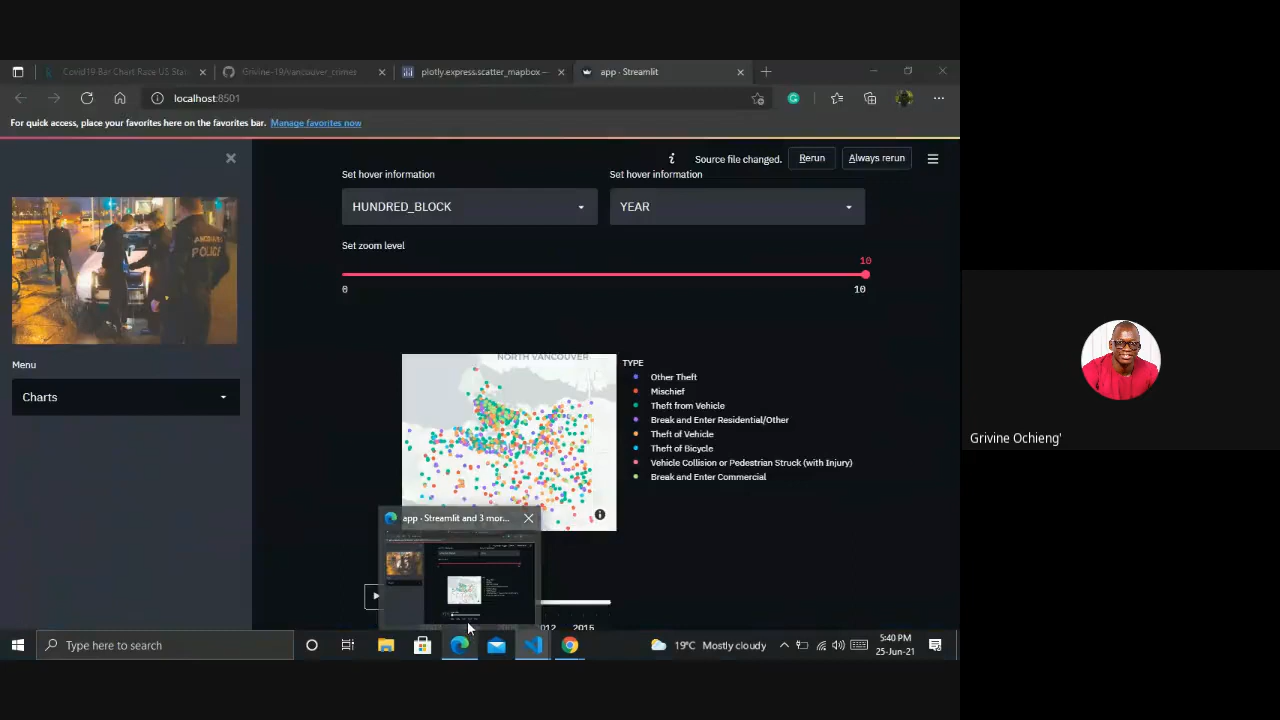 Covid19 Bar Chart Raze US Stat
Grivine-19/vancouver_crimes
plotly.express.scatter_mapbox —
app · Streamlit
localhost:8501
For quick access, place your favorites here on the favorites bar. Manage favorites now
Source file changed. Rerun Always rerun
Set hover information Set hover information
HUNDRED_BLOCK YEAR
Set zoom level
10
0 10
POLICE
Menu
Charts
NORTH VANCOUVER
TYPE
Other Theft
Mischief
Theft from Vehicle
Break and Enter Residential/Other
Theft of Vehicle
Theft of Bicycle
Vehicle Collision or Pedestrian Struck (with Injury)
Break and Enter Commercial
app - Streamlit and 3 mor...
2016
Type here to search
19°C Mostly cloudy
5:40 PM
25-Jun-21
Grivine Ochieng'